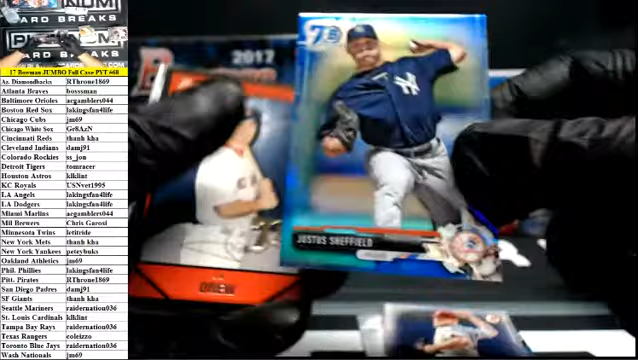 ARD BREAKS
PLATINUM
ARD BREAKS
17 Bowman JUMBO Full Case PYT #68
Az. Diamondbacks RThrone1869
Atlanta Braves bosssman
Baltimore Orioles acgamblers044
Boston Red Sox lakingsfan4life
Chicago Cubs jm69
Chicago White Sox Gr8AzN
Cincinnati Reds thanh kha
Cleveland Indians damj91
Colorado Rockies ss_jon
Detroit Tigers tomracer
Houston Astros klklint
KC Royals USNvet1995
LA Angels lakingsfan4life
LA Dodgers lakingsfan4life
Miami Marlins acgamblers044
Mil Brewers Chris Garosi
Minnesota Twins letitride
New York Mets thanh kha
New York Yankees peteybuks
Oakland Athletics jm69
Phil. Phillies lakingsfan4life
Pitt. Pirates RThrone1869
San Diego Padres damj91
SF Giants thanh kha
Seattle Mariners raidernation036
St. Louis Cardinals klklint
Tampa Bay Rays raidernation036
Texas Rangers coleizzo
Toronto Blue Jays raidernation036
Wash Nationals jm69
2017
70
JUSTUS SHEFFIELD
DREW